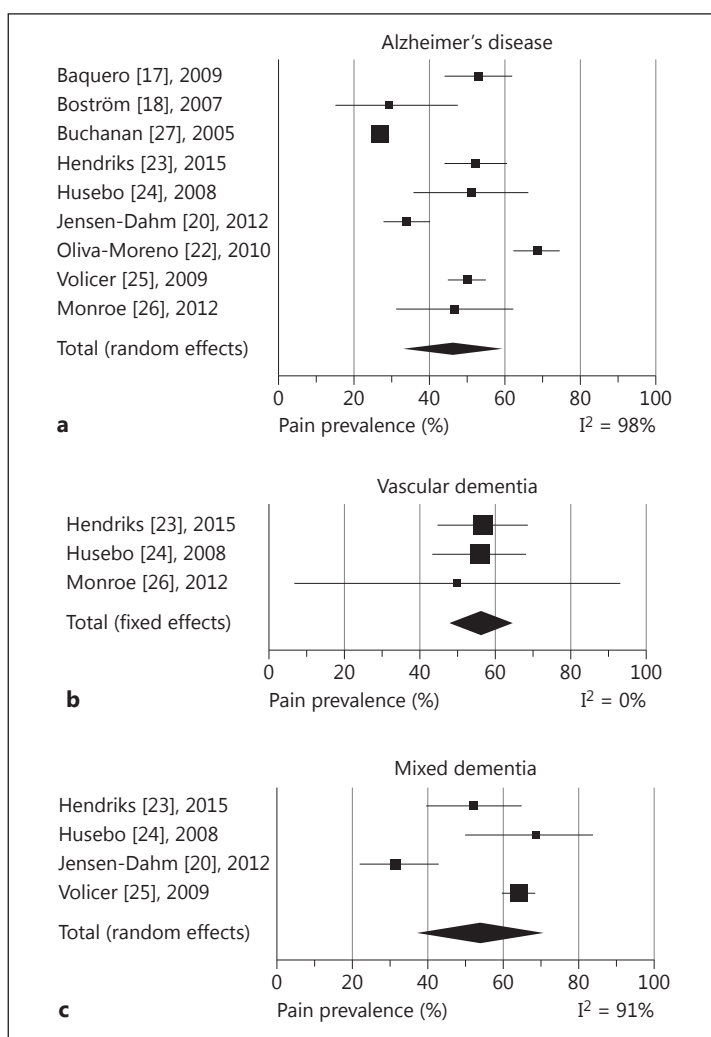 Alzheimer's disease
Baquero [17], 2009
Boström [18], 2007
Buchanan [27], 2005
Hendriks [23], 2015
Husebo [24], 2008
Jensen-Dahm [20], 2012
Oliva-Moreno [22], 2010
Volicer [25], 2009
Monroe [26], 2012
Total (random effects)
0 20 40 60 80 100
a Pain prevalence (%) I² = 98%
Vascular dementia
Hendriks [23], 2015
Husebo [24], 2008
Monroe [26], 2012
Total (fixed effects)
0 20 40 60 80 100
b Pain prevalence (%) I² = 0%
Mixed dementia
Hendriks [23], 2015
Husebo [24], 2008
Jensen-Dahm [20], 2012
Volicer [25], 2009
Total (random effects)
0 20 40 60 80 100
c Pain prevalence (%) I² = 91%